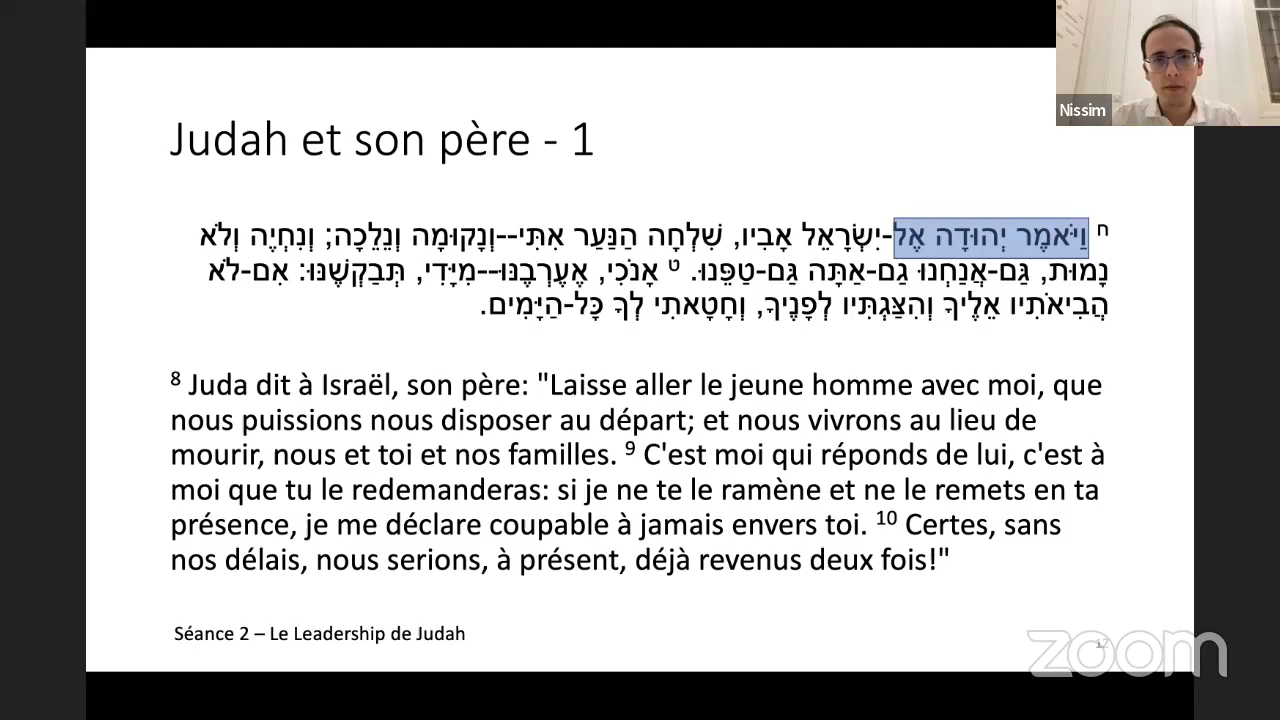 Nissim
Judah et son père - 1
ח וַיֹּאמֶר יְהוּדָה אֶל-יִשְׂרָאֵל אָבִיו, שִׁלְחָה הַנַּעַר אִתִּי--וְנָקוּמָה וְנֵלֵכָה; וְנִחְיֶה וְלֹא
נָמוּת, גַּם-אֲנַחְנוּ גַם-אַתָּה גַּם-טַפֵּנוּ. ט אָנֹכִי, אֶעֶרְבֶנּוּ--מִיָּדִי, תְּבַקְשֶׁנּוּ: אִם-לֹא
הֲבִיאֹתִיו אֵלֶיךָ וְהִצַּגְתִּיו לְפָנֶיךָ, וְחָטָאתִי לְךָ כָּל-הַיָּמִים.
8 Juda dit à Israël, son père: "Laisse aller le jeune homme avec moi, que
nous puissions nous disposer au départ; et nous vivrons au lieu de
mourir, nous et toi et nos familles. 9 C'est moi qui réponds de lui, c'est à
moi que tu le redemanderas: si je ne te le ramène et ne le remets en ta
présence, je me déclare coupable à jamais envers toi. 10 Certes, sans
nos délais, nous serions, à présent, déjà revenus deux fois!"
Séance 2 – Le Leadership de Judah
12
zoom